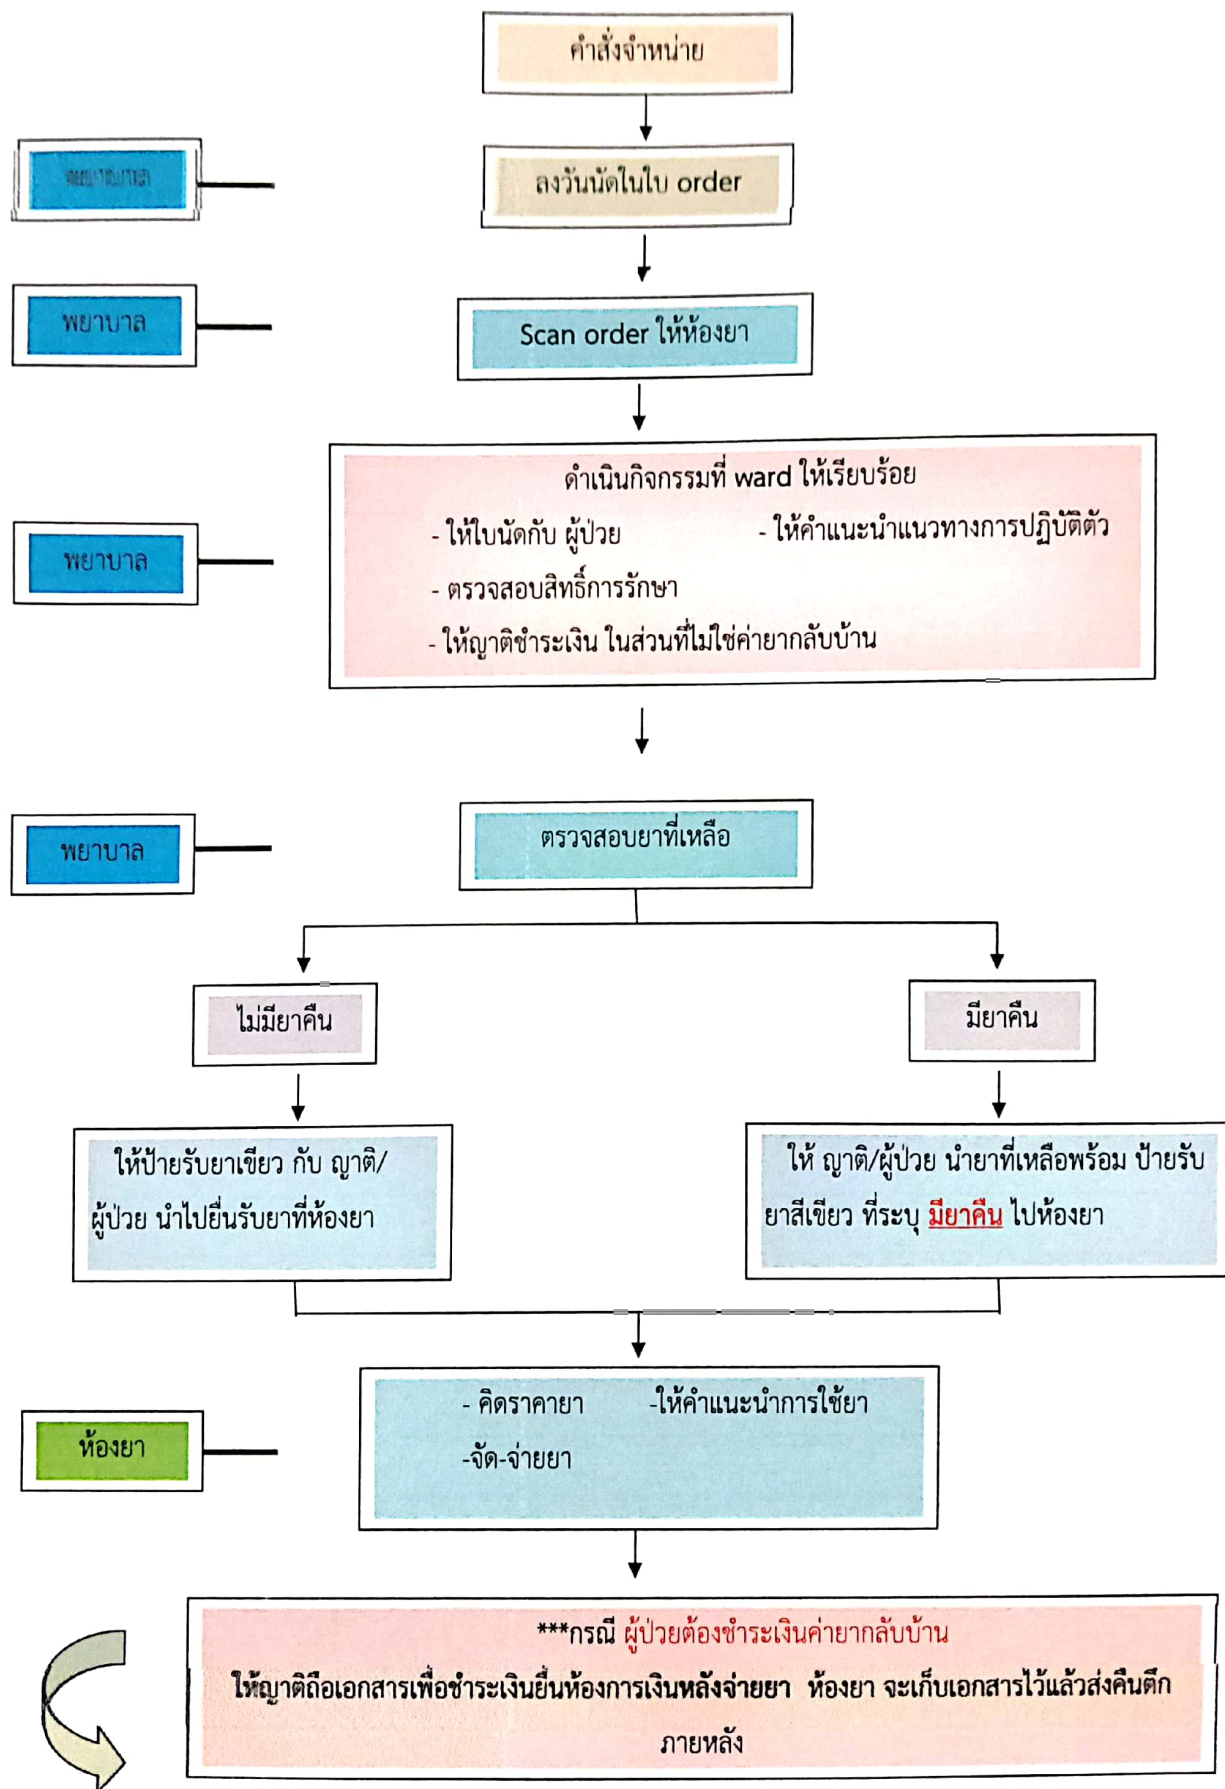 คำสั่งจำหน่าย
ลงวันนัดในใบ order
พยาบาล
Scan order ให้ห้องยา
ดำเนินกิจกรรมที่ ward ให้เรียบร้อย
- ให้ใบนัดกับ ผู้ป่วย - ให้คำแนะนำแนวทางการปฏิบัติตัว
พยาบาล
- ตรวจสอบสิทธิ์การรักษา
- ให้ญาติชำระเงิน ในส่วนที่ไม่ใช่ค่ายากลับบ้าน
พยาบาล
ตรวจสอบยาที่เหลือ
ไม่มียาคืน
มียาคืน
ให้ป้ายรับยาเขียว กับ ญาติ/
ผู้ป่วย นำไปยื่นรับยาที่ห้องยา
ให้ ญาติ/ผู้ป่วย นำยาที่เหลือพร้อม ป้ายรับ
ยาสีเขียว ที่ระบุ มียาคืน ไปห้องยา
ห้องยา
- คิดราคายา -ให้คำแนะนำการใช้ยา
-จัด-จ่ายยา
***กรณี ผู้ป่วยต้องชำระเงินค่ายากลับบ้าน
ให้ญาติถือเอกสารเพื่อชำระเงินยื่นห้องการเงินหลังจ่ายยา ห้องยา จะเก็บเอกสารไว้แล้วส่งคืนตึก
ภายหลัง